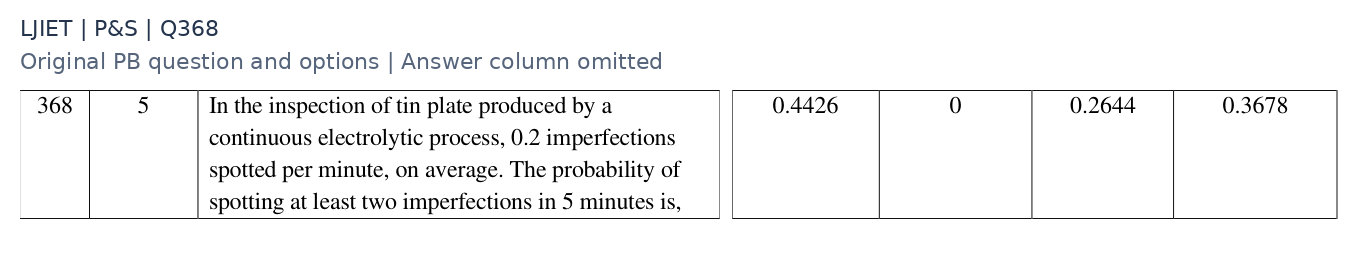 LJIET | P&S | Q368
Original PB question and options | Answer column omitted
368 5 In the inspection of tin plate produced by a 0.4426 0 0.2644 0.3678
continuous electrolytic process, 0.2 imperfections
spotted per minute, on average. The probability of
spotting at least two imperfections in 5 minutes is,